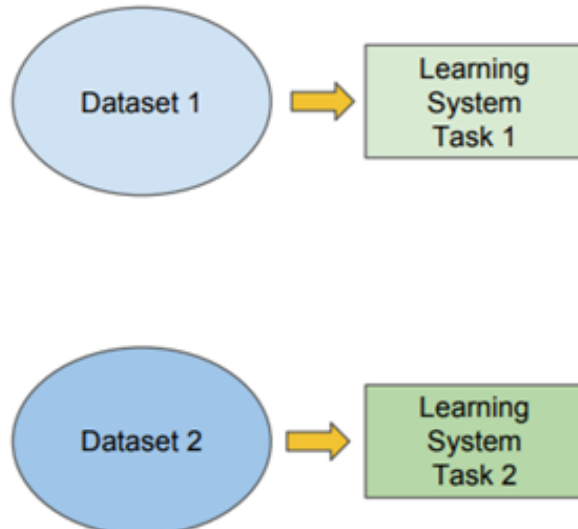 Dataset 1
Learning
System
Task 1
Dataset 2
Learning
System
Task 2